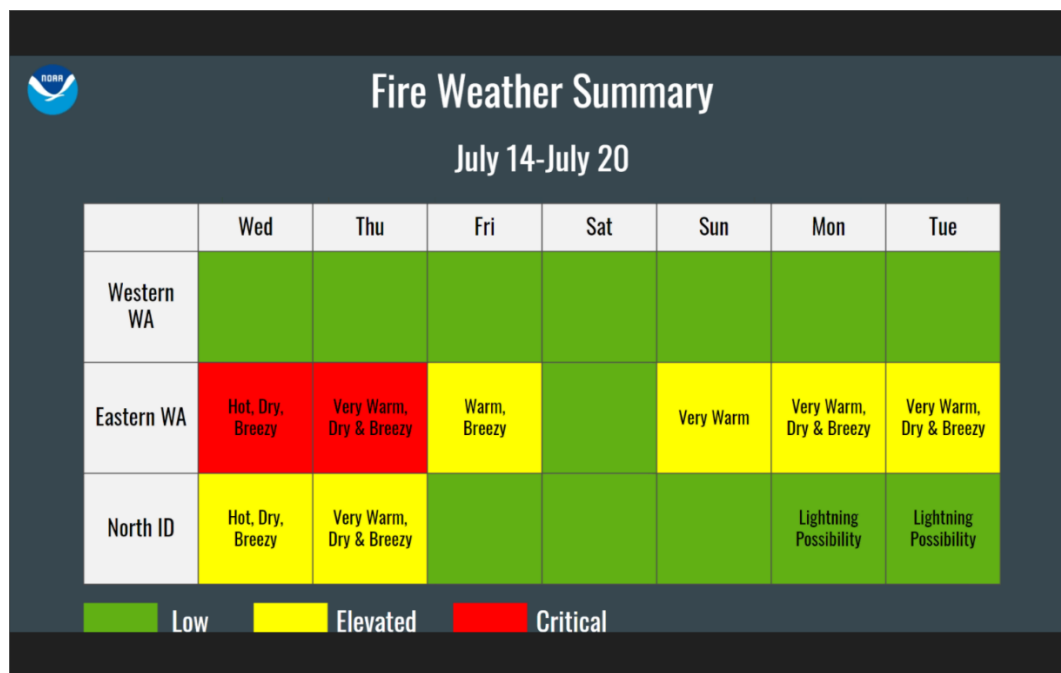 NOAA
Fire Weather Summary
July 14-July 20
Wed Thu Fri Sat Sun Mon Tue
Western
WA
Eastern WA
Hot, Dry,
Breezy
Very Warm,
Dry & Breezy
Warm,
Breezy
Very Warm
Very Warm,
Dry & Breezy
Very Warm,
Dry & Breezy
North ID
Hot, Dry,
Breezy
Very Warm,
Dry & Breezy
Lightning
Possibility
Lightning
Possibility
Low Elevated Critical